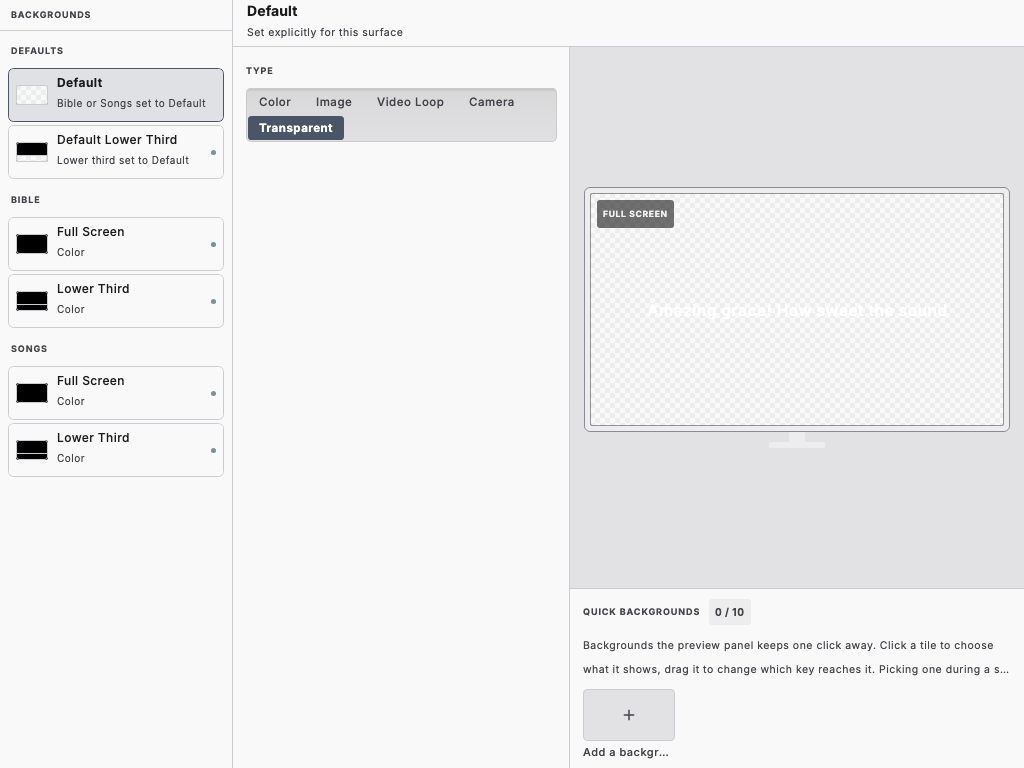 BACKGROUNDS
DEFAULTS
Default
Bible or Songs set to Default
Default Lower Third
Lower third set to Default
BIBLE
Full Screen
Color
Lower Third
Color
SONGS
Full Screen
Color
Lower Third
Color
Default
Set explicitly for this surface
TYPE
Color Image Video Loop Camera
Transparent
FULL SCREEN
Amazing grace! How sweet the sound
QUICK BACKGROUNDS 0 / 10
Backgrounds the preview panel keeps one click away. Click a tile to choose
what it shows, drag it to change which key reaches it. Picking one during a s...
+
Add a backgr...